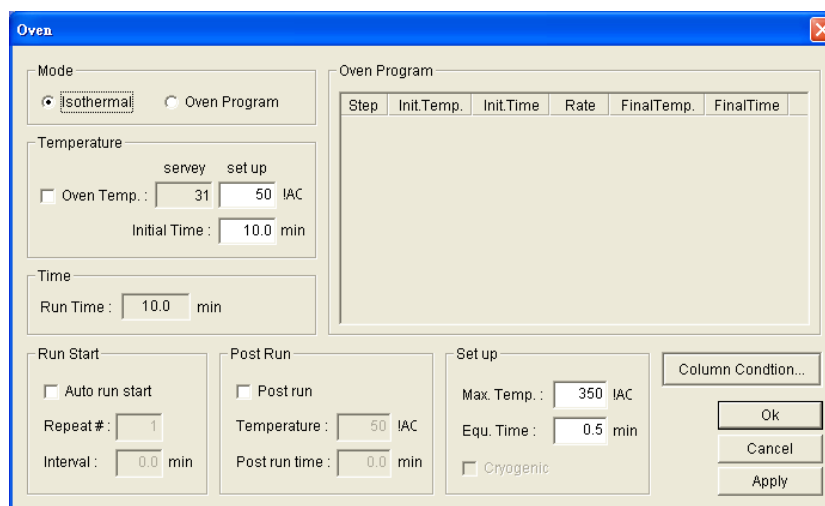 Oven
Mode
Isothermal Oven Program
Temperature
servey set up
Oven Temp. : 31 50 !AC
Initial Time : 10.0 min
Time
Run Time : 10.0 min
Oven Program
Step Init.Temp. Init.Time Rate FinalTemp. FinalTime
Run Start
Auto run start
Repeat # : 1
Interval : 0.0 min
Post Run
Post run
Temperature : 50 !AC
Post run time : 0.0 min
Set up
Max. Temp. : 350 !AC
Equ. Time : 0.5 min
Cryogenic
Column Condtion...
Ok
Cancel
Apply